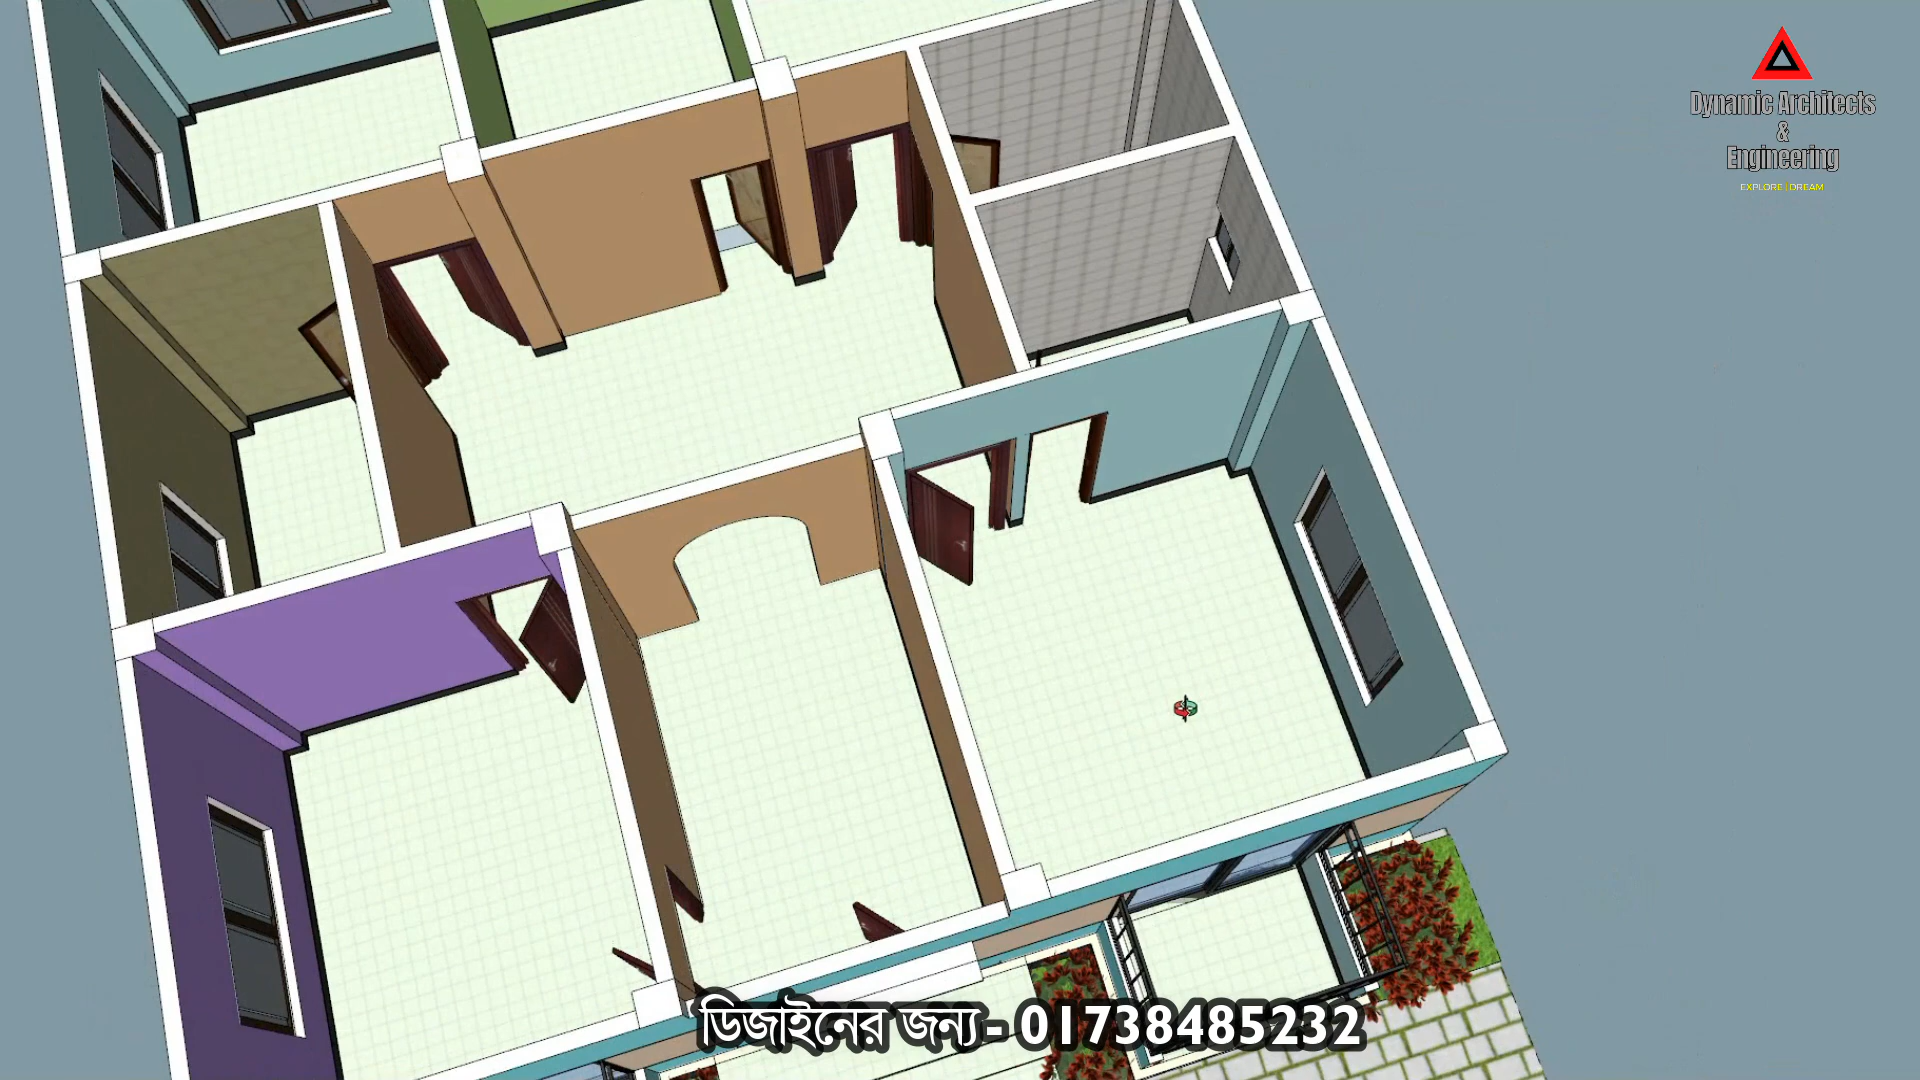 Dynamic Architects
&
Engineering
EXPLORE | DREAM
ডিজাইনের জন্য - 01738485232